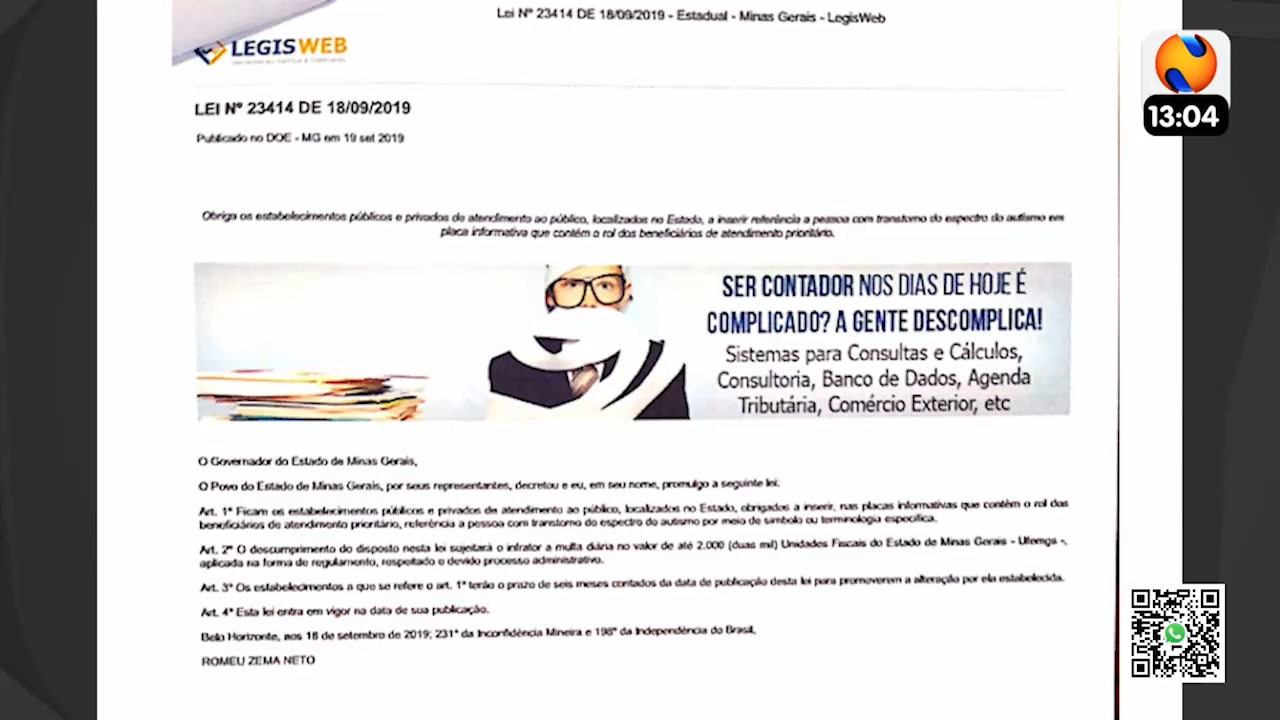 Lei Nº 23414 DE 18/09/2019 - Estadual - Minas Gerais - LegisWeb
LEGISWEB
13:04
LEI Nº 23414 DE 18/09/2019
Publicado no DOE - MG em 19 set 2019
Obriga os estabelecimentos públicos e privados de atendimento ao público, localizados no Estado, a inserir referência a pessoa com transtorno do espectro do autismo em
placa informativa que contém o rol dos beneficiários de atendimento prioritário.
SER CONTADOR NOS DIAS DE HOJE É
COMPLICADO? A GENTE DESCOMPLICA!
Sistemas para Consultas e Cálculos,
Consultoria, Banco de Dados, Agenda
Tributária, Comércio Exterior, etc
O Governador do Estado de Minas Gerais,
O Povo do Estado de Minas Gerais, por seus representantes, decretou e eu, em seu nome, promulgo a seguinte lei:
Art. 1º Ficam os estabelecimentos públicos e privados de atendimento ao público, localizados no Estado, obrigados a inserir, nas placas informativas que contêm o rol dos
beneficiários de atendimento prioritário, referência a pessoa com transtorno do espectro do autismo por meio de símbolo ou terminologia específica.
Art. 2º O descumprimento do disposto nesta lei sujeitará o infrator a multa diária no valor de até 2.000 (duas mil) Unidades Fiscais do Estado de Minas Gerais - Ufemgs -,
aplicada na forma de regulamento, respeitado o devido processo administrativo.
Art. 3º Os estabelecimentos a que se refere o art. 1º terão o prazo de seis meses contados da data de publicação desta lei para promoverem a alteração por ela estabelecida.
Art. 4º Esta lei entra em vigor na data de sua publicação.
Belo Horizonte, aos 18 de setembro de 2019; 231º da Inconfidência Mineira e 198º da Independência do Brasil.
ROMEU ZEMA NETO